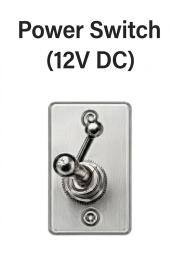 Power Switch
(12V DC)